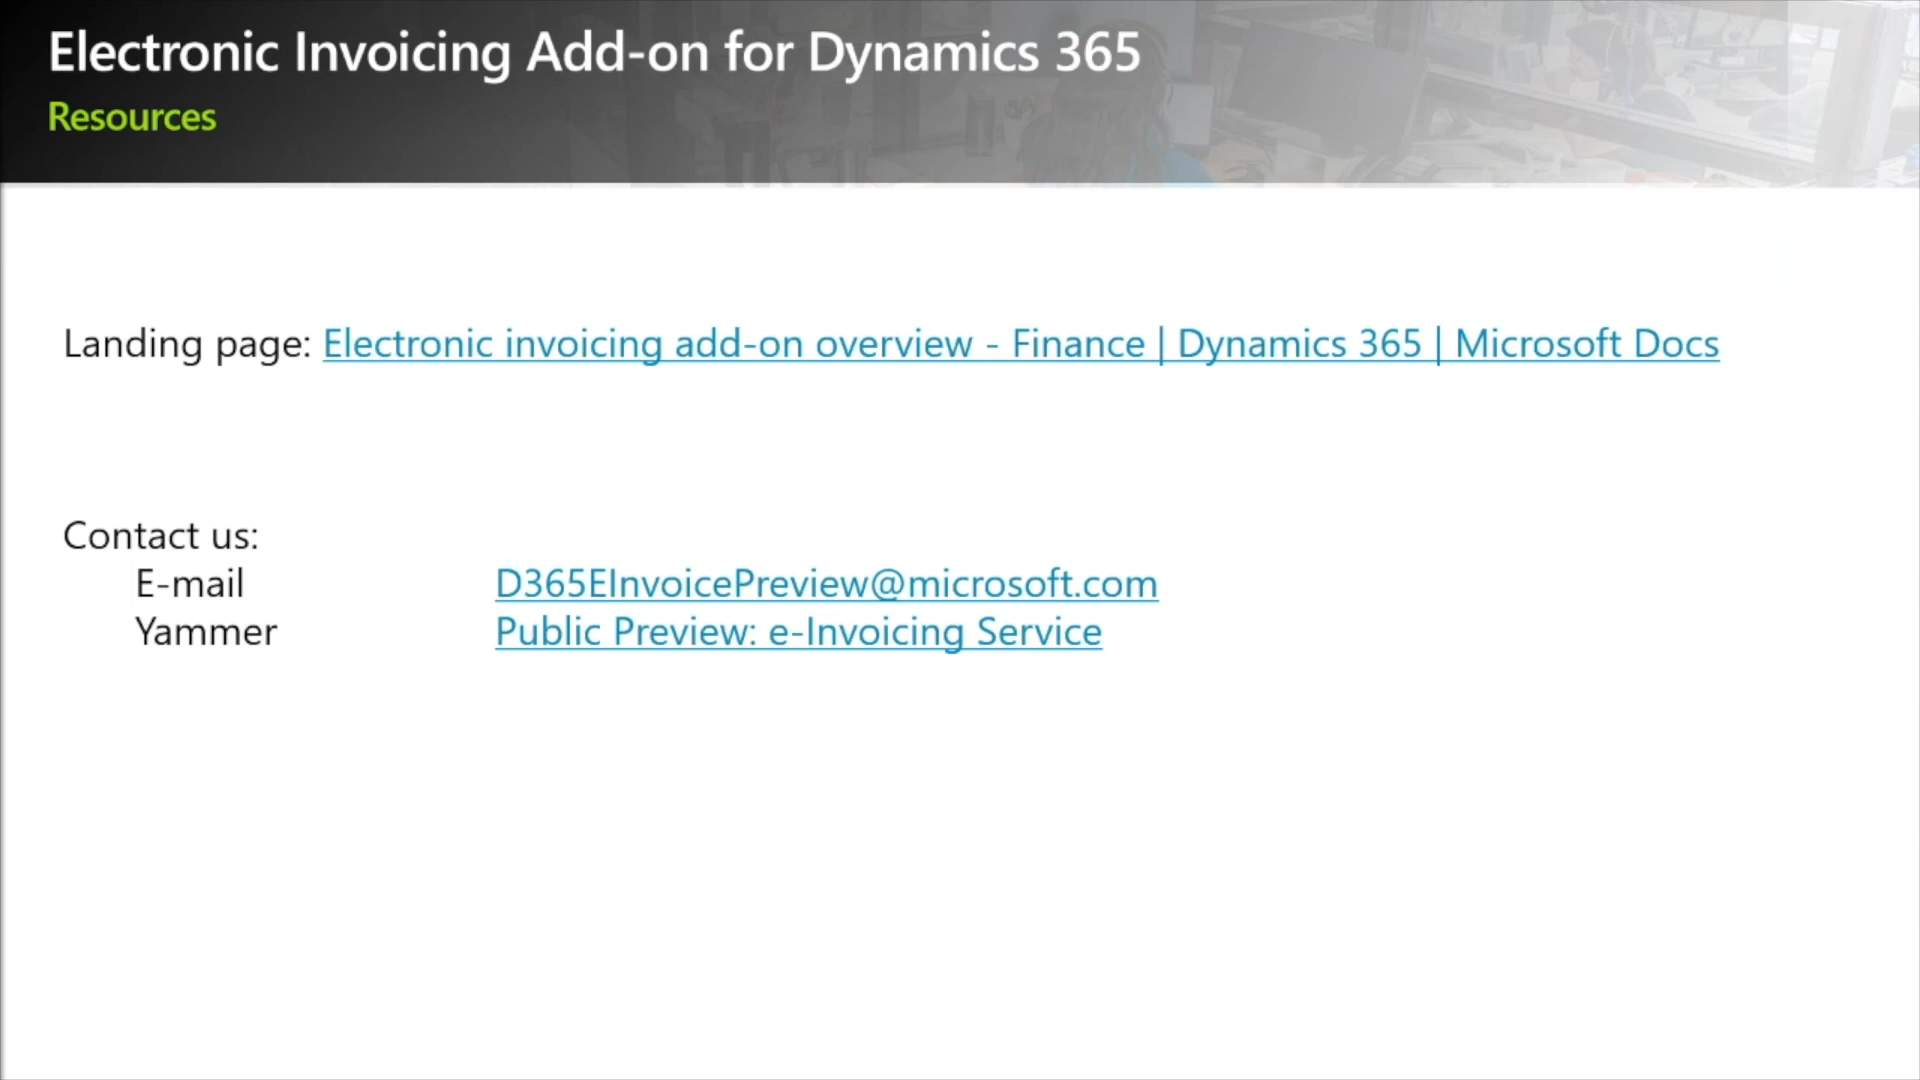 Electronic Invoicing Add-on for Dynamics 365
Resources
Landing page: Electronic invoicing add-on overview - Finance | Dynamics 365 | Microsoft Docs
Contact us:
E-mail D365EInvoicePreview@microsoft.com
Yammer Public Preview: e-Invoicing Service